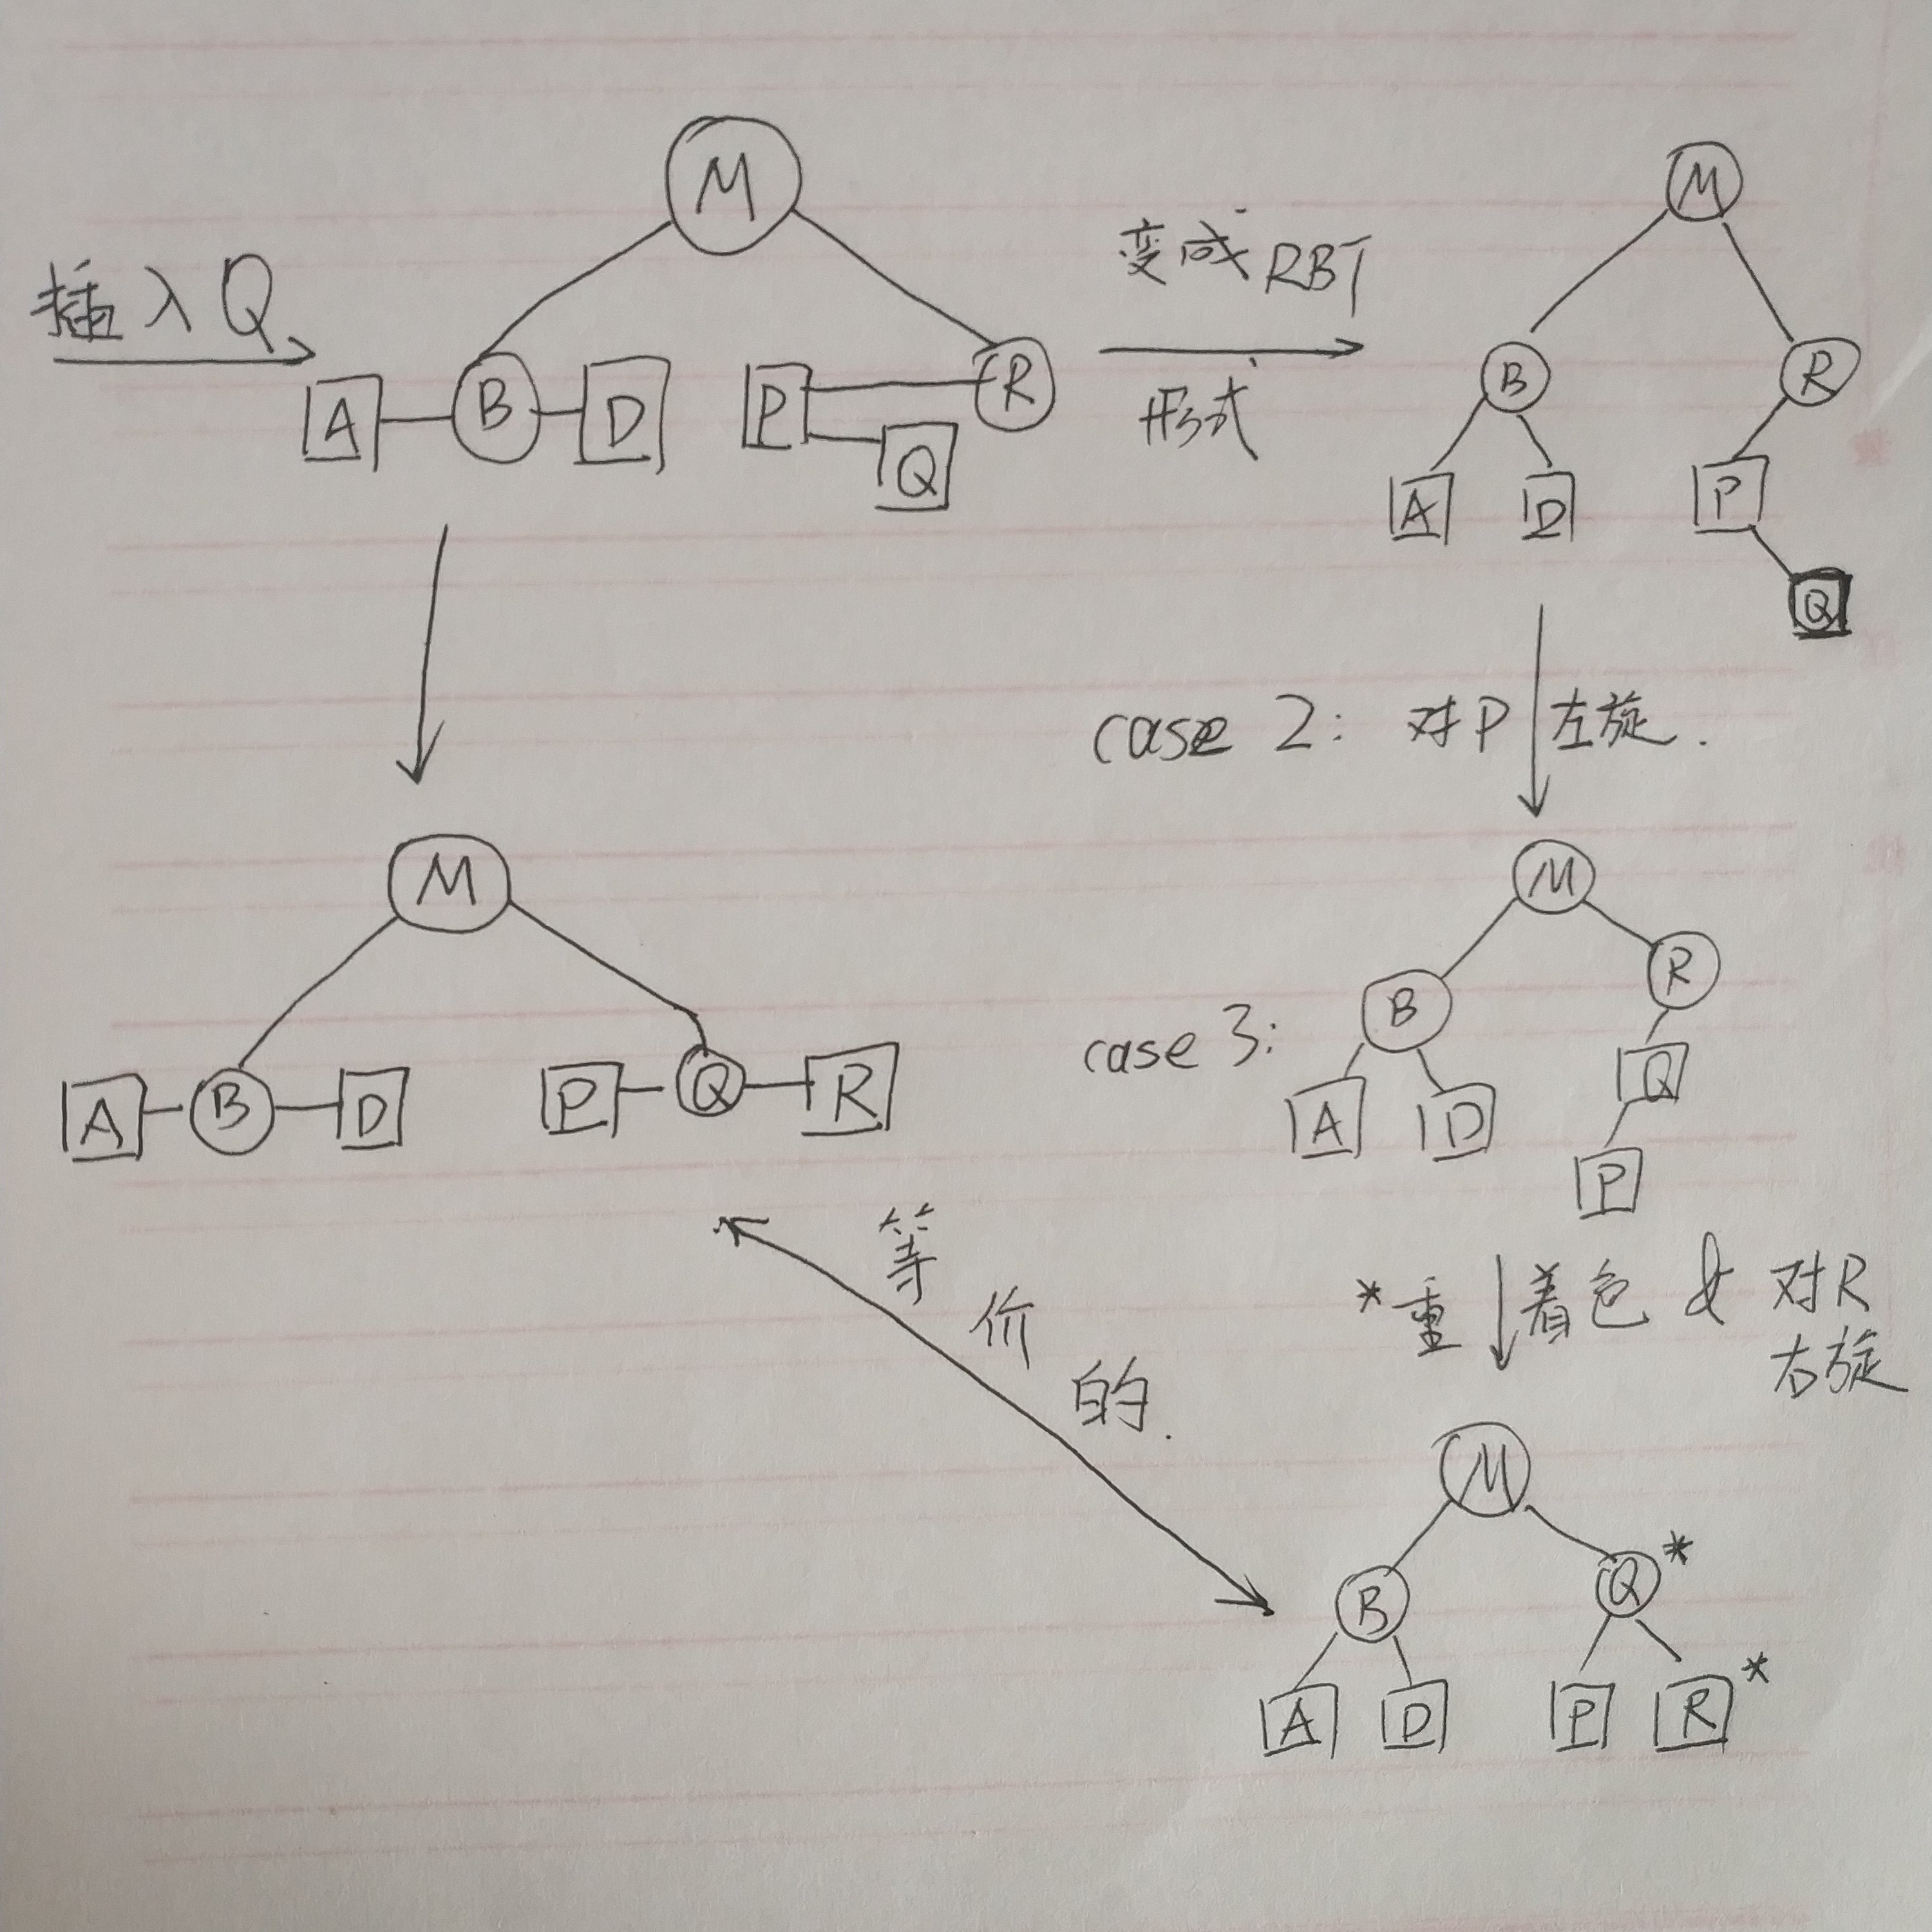 插入Q
M
A B D P R
Q
变成RBT
形式
M
B R
A D P
Q
case 2: 对P左旋.
M
A B D P Q R
case 3:
M
B R
A D Q
P
等价的.
*重着色 & 对R
右旋
M
B Q*
A D P R*